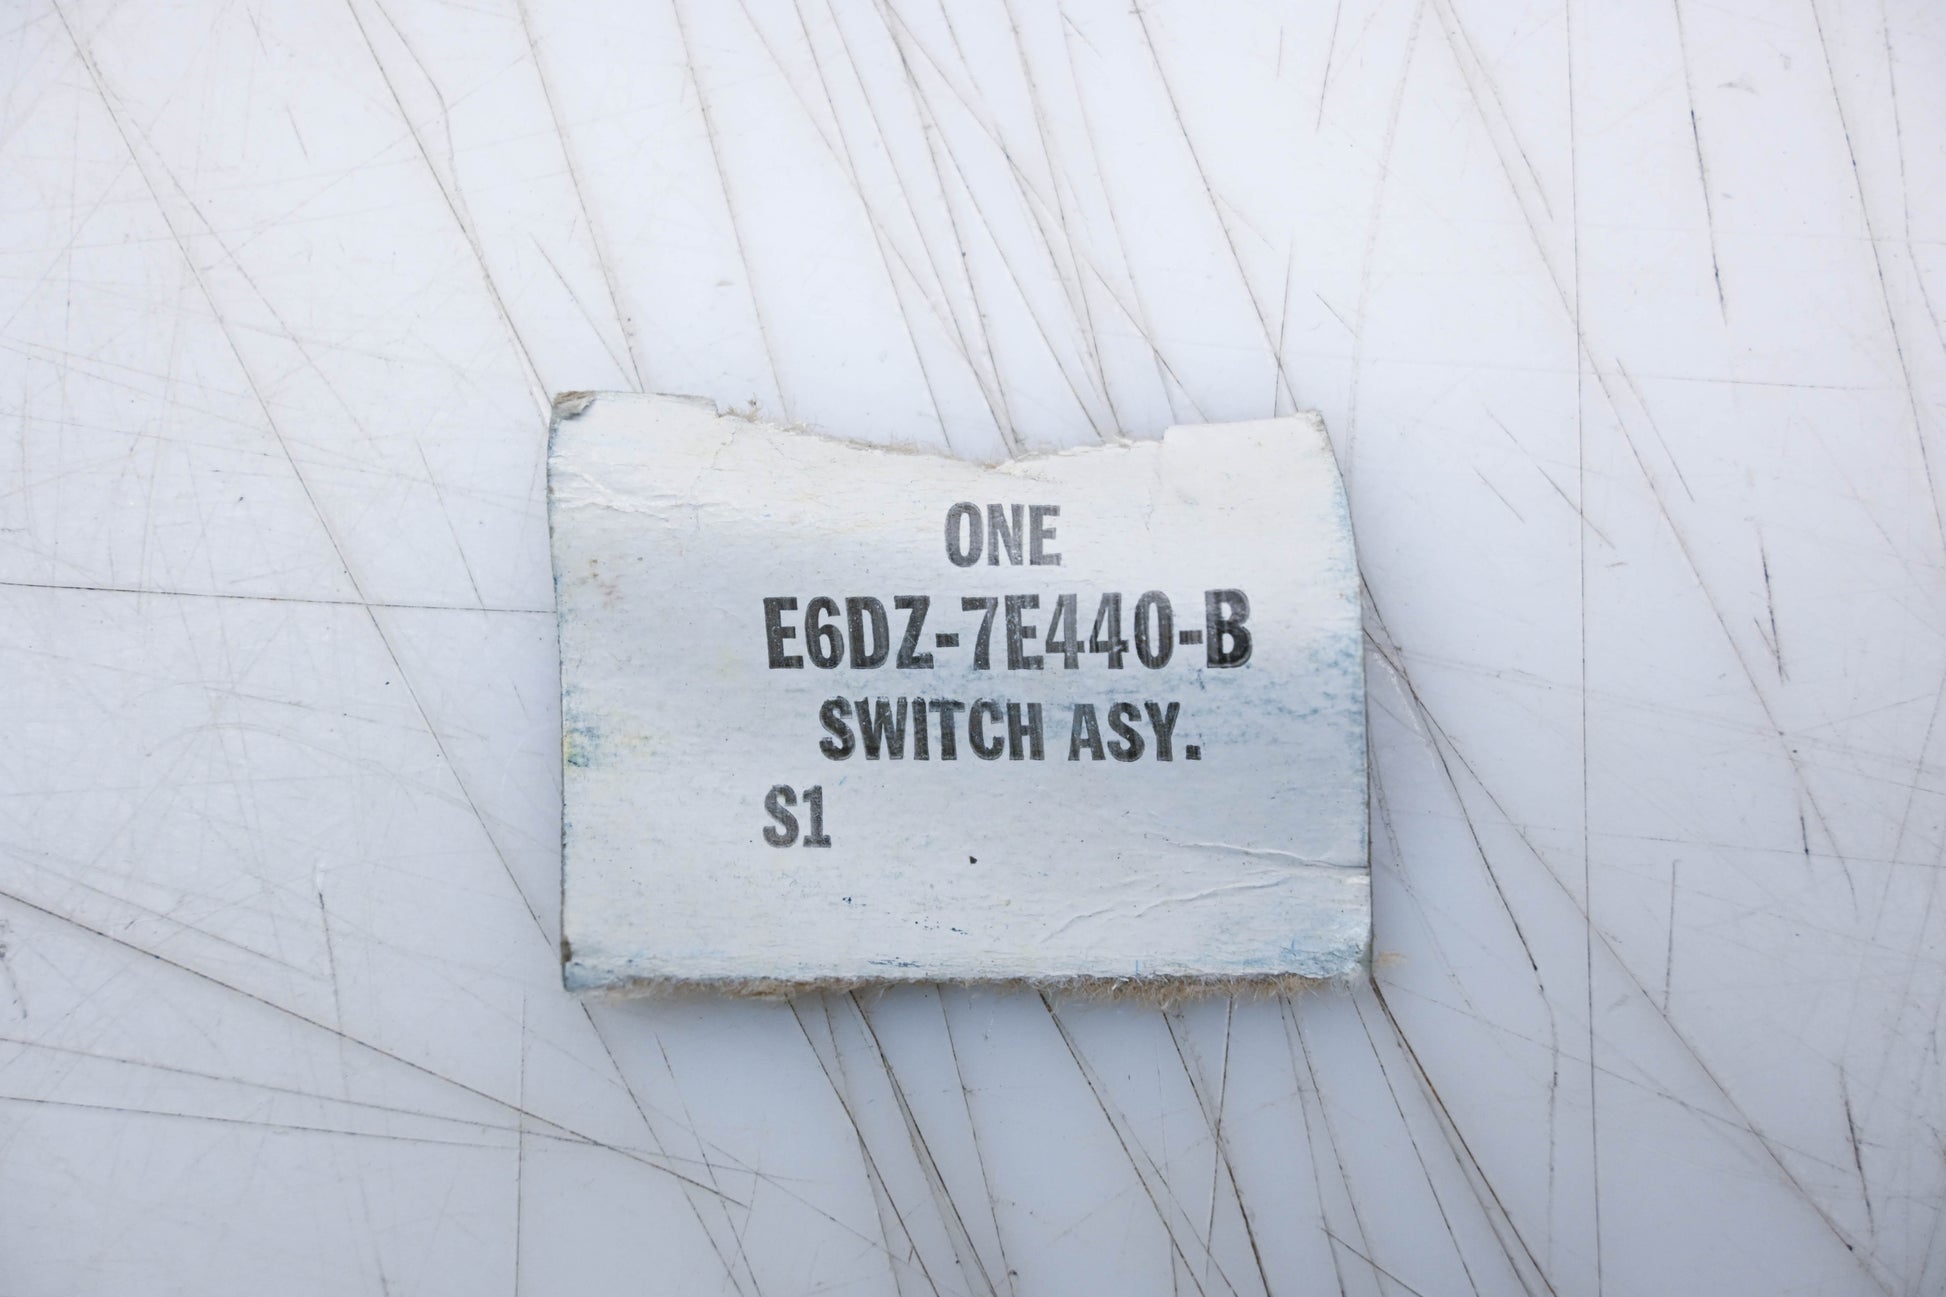 ONE
E6DZ-7E440-B
SWITCH ASY.
S1